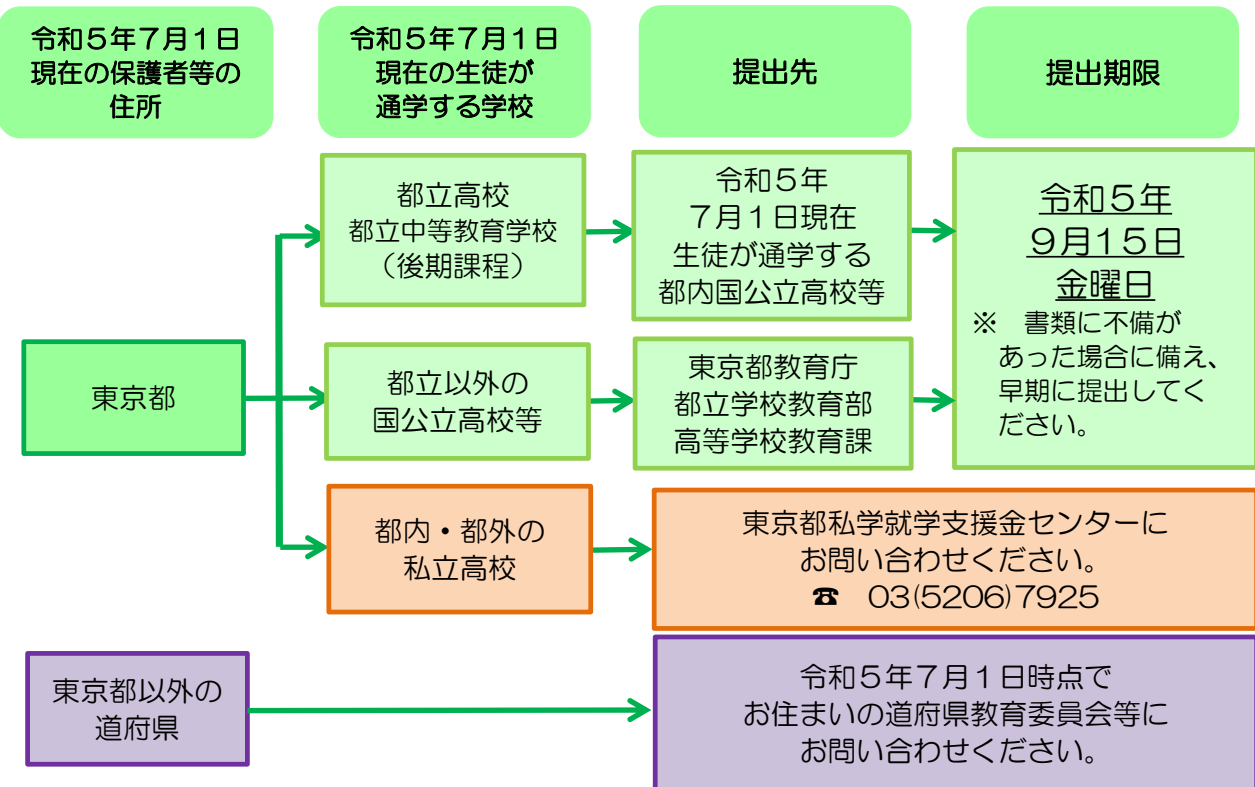 令和５年７月１日
現在の保護者等の
住所
令和５年７月１日
現在の生徒が
通学する学校
提出先
提出期限
東京都
都立高校
都立中等教育学校
（後期課程）
令和５年
７月１日現在
生徒が通学する
都内国公立高校等
令和５年
９月15日
金曜日
※　書類に不備が
あった場合に備え、
早期に提出してく
ださい。
都立以外の
国公立高校等
東京都教育庁
都立学校教育部
高等学校教育課
都内・都外の
私立高校
東京都私学就学支援金センターに
お問い合わせください。
☎　03(5206)7925
東京都以外の
道府県
令和５年７月１日時点で
お住まいの道府県教育委員会等に
お問い合わせください。